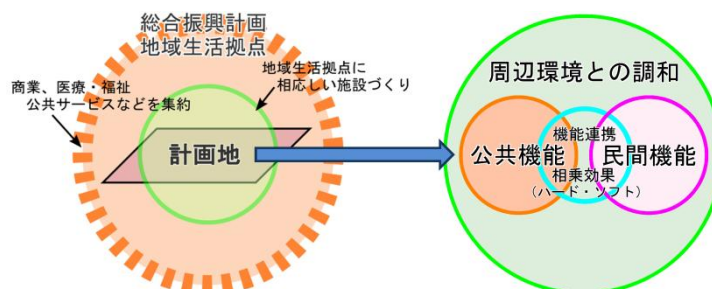 総合振興計画
地域生活拠点
商業、医療・福祉
公共サービスなどを集約
地域生活拠点に
相応しい施設づくり
計画地
周辺環境との調和
公共機能
機能連携
相乗効果
（ハード・ソフト）
民間機能